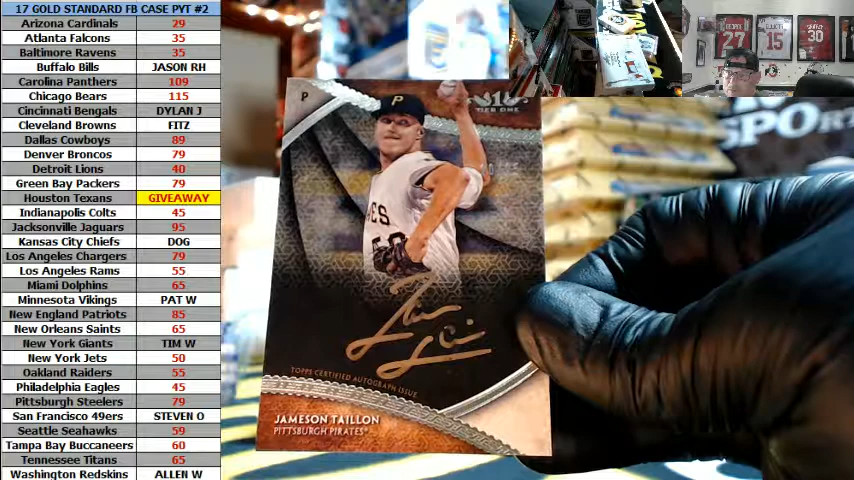 17 GOLD STANDARD FB CASE PYT #2
Arizona Cardinals 29
Atlanta Falcons 35
Baltimore Ravens 35
Buffalo Bills JASON RH
Carolina Panthers 109
Chicago Bears 115
Cincinnati Bengals DYLAN J
Cleveland Browns FITZ
Dallas Cowboys 89
Denver Broncos 79
Detroit Lions 40
Green Bay Packers 79
Houston Texans GIVEAWAY
Indianapolis Colts 45
Jacksonville Jaguars 95
Kansas City Chiefs DOG
Los Angeles Chargers 79
Los Angeles Rams 55
Miami Dolphins 65
Minnesota Vikings PAT W
New England Patriots 85
New Orleans Saints 65
New York Giants TIM W
New York Jets 50
Oakland Raiders 55
Philadelphia Eagles 45
Pittsburgh Steelers 79
San Francisco 49ers STEVEN O
Seattle Seahawks 59
Tampa Bay Buccaneers 60
Tennessee Titans 65
Washington Redskins ALLEN W
P
P
TIER ONE
ES
50
TOPPS CERTIFIED AUTOGRAPH ISSUE
JAMESON TAILLON
PITTSBURGH PIRATES
27
15
30
SPORT